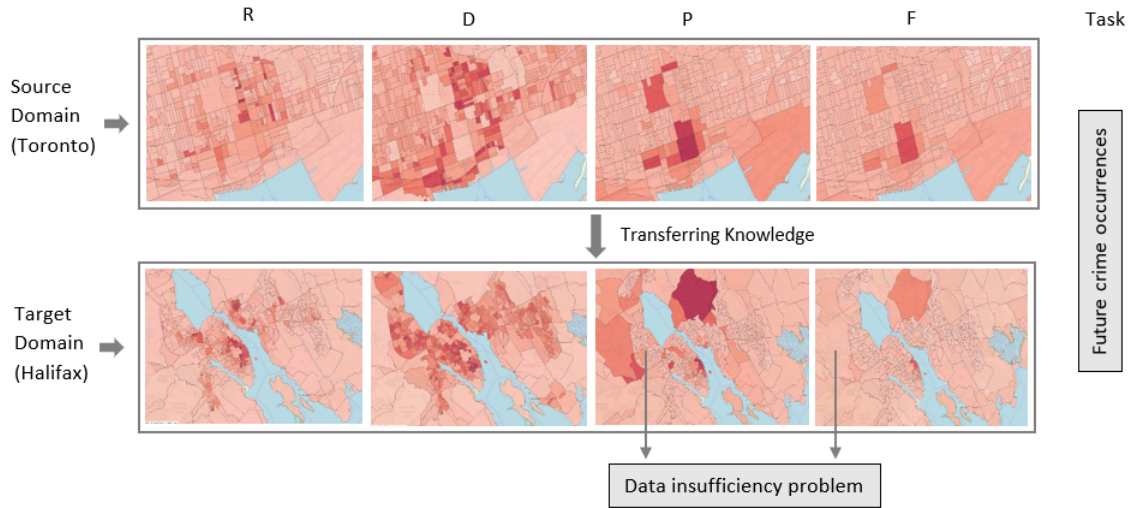 R D P F Task
Source
Domain
(Toronto)
Transferring Knowledge
Target
Domain
(Halifax)
Future crime occurrences
Data insufficiency problem